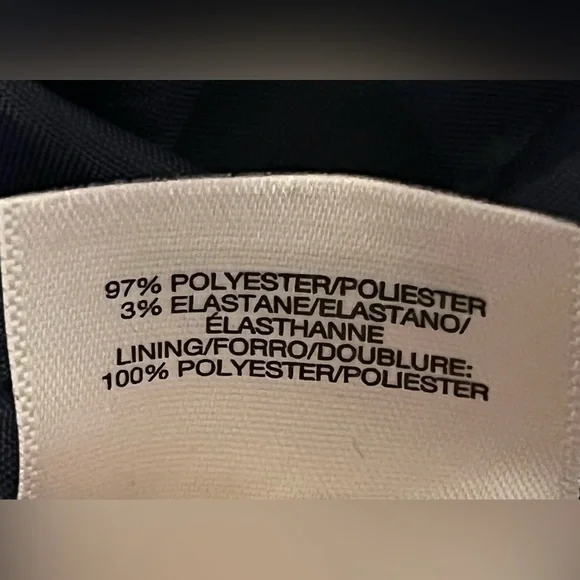 97% POLYESTER/POLIESTER
3% ELASTANE/ELASTANO/
ÉLASTHANNE
LINING/FORRO/DOUBLURE:
100% POLYESTER/POLIESTER